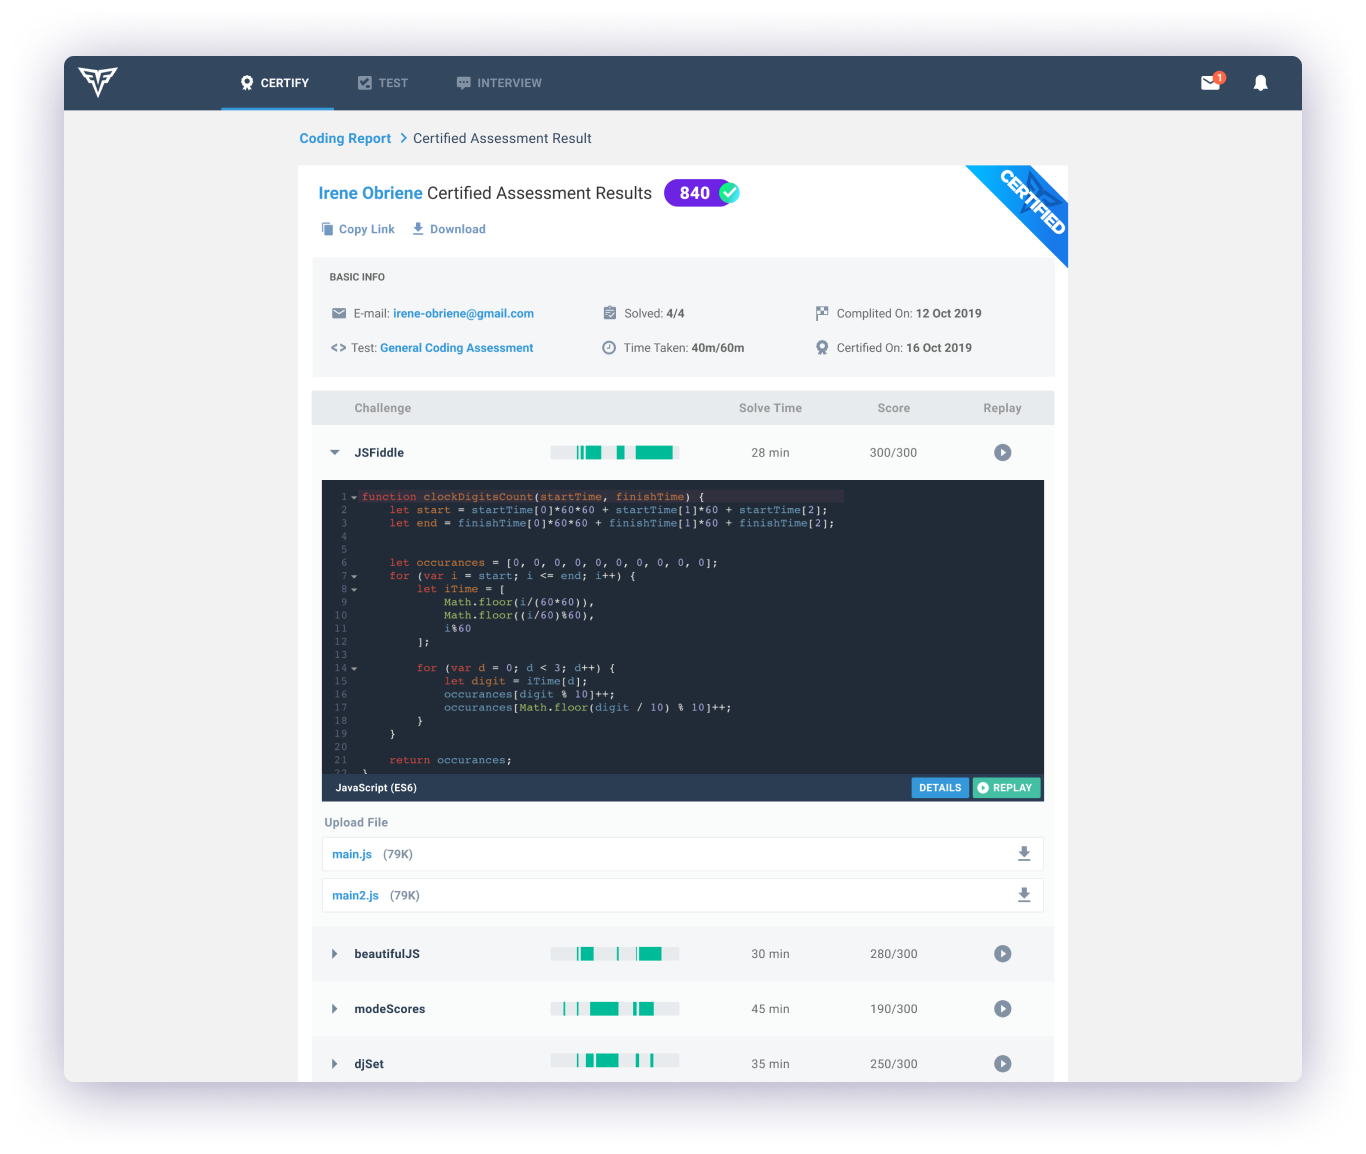 CERTIFY TEST INTERVIEW 1
Coding Report > Certified Assessment Result
Irene Obriene Certified Assessment Results 840
CERTIFIED
Copy Link Download
BASIC INFO
E-mail: irene-obriene@gmail.com Solved: 4/4 Complited On: 12 Oct 2019
<> Test: General Coding Assessment Time Taken: 40m/60m Certified On: 16 Oct 2019
Challenge Solve Time Score Replay
JSFiddle 28 min 300/300
1 function clockDigitsCount(startTime, finishTime) {
2 let start = startTime[0]*60*60 + startTime[1]*60 + startTime[2];
3 let end = finishTime[0]*60*60 + finishTime[1]*60 + finishTime[2];
4
5
6 let occurances = [0, 0, 0, 0, 0, 0, 0, 0, 0, 0];
7 for (var i = start; i <= end; i++) {
8 let iTime = [
9 Math.floor(i/(60*60)),
10 Math.floor((i/60)%60),
11 i%60
12 ];
13
14 for (var d = 0; d < 3; d++) {
15 let digit = iTime[d];
16 occurances[digit % 10]++;
17 occurances[Math.floor(digit / 10) % 10]++;
18 }
19 }
20
21 return occurances;
22 }
JavaScript (ES6) DETAILS REPLAY
Upload File
main.js (79K)
main2.js (79K)
beautifulJS 30 min 280/300
modeScores 45 min 190/300
djSet 35 min 250/300